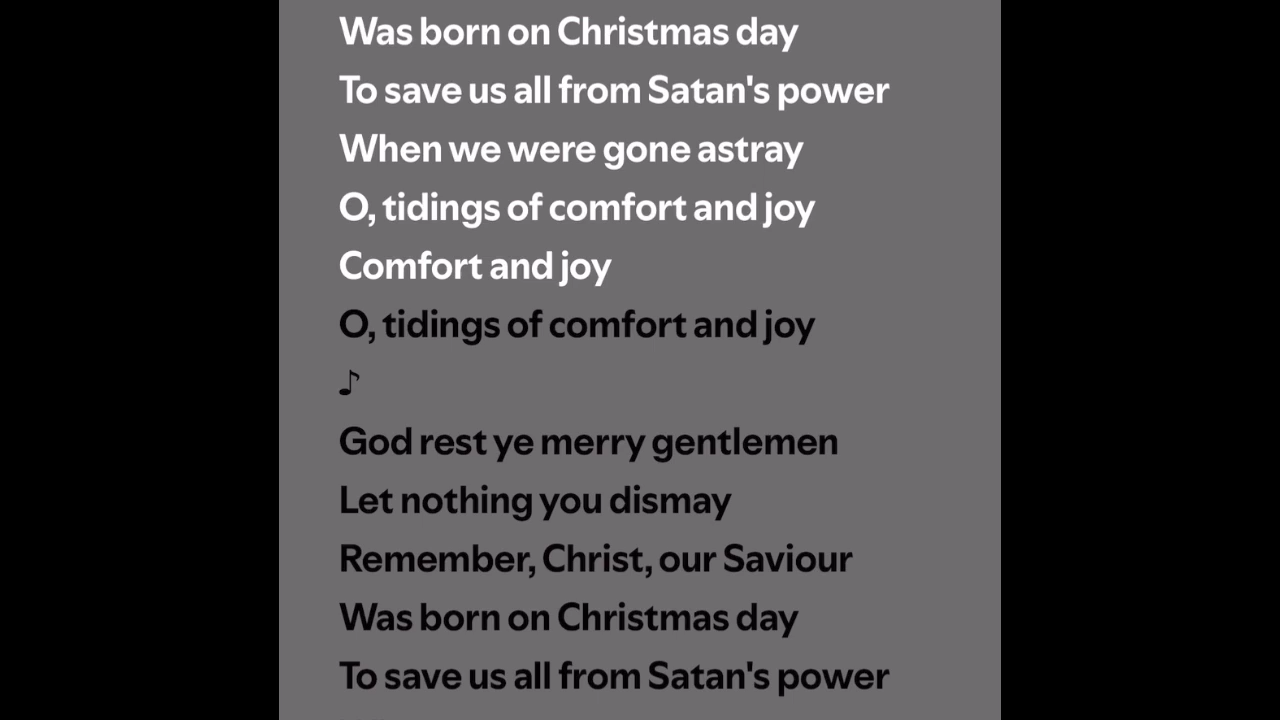 Was born on Christmas day
To save us all from Satan's power
When we were gone astray
O, tidings of comfort and joy
Comfort and joy
O, tidings of comfort and joy
♪
God rest ye merry gentlemen
Let nothing you dismay
Remember, Christ, our Saviour
Was born on Christmas day
To save us all from Satan's power